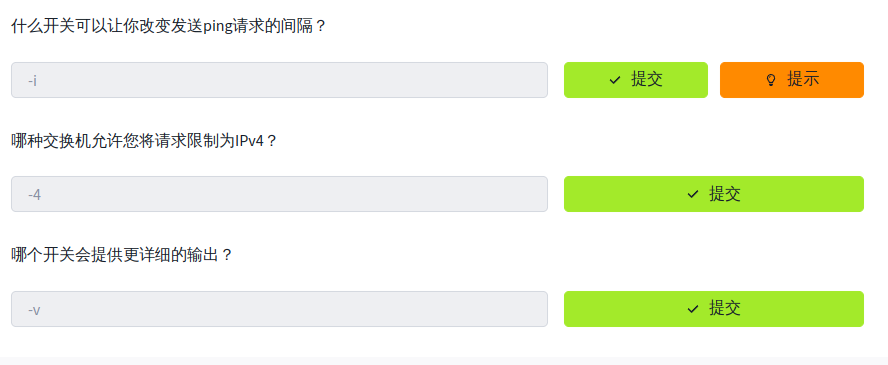 什么开关可以让你改变发送ping请求的间隔？
-i
提交
提示
哪种交换机允许您将请求限制为IPv4？
-4
提交
哪个开关会提供更详细的输出？
-v
提交